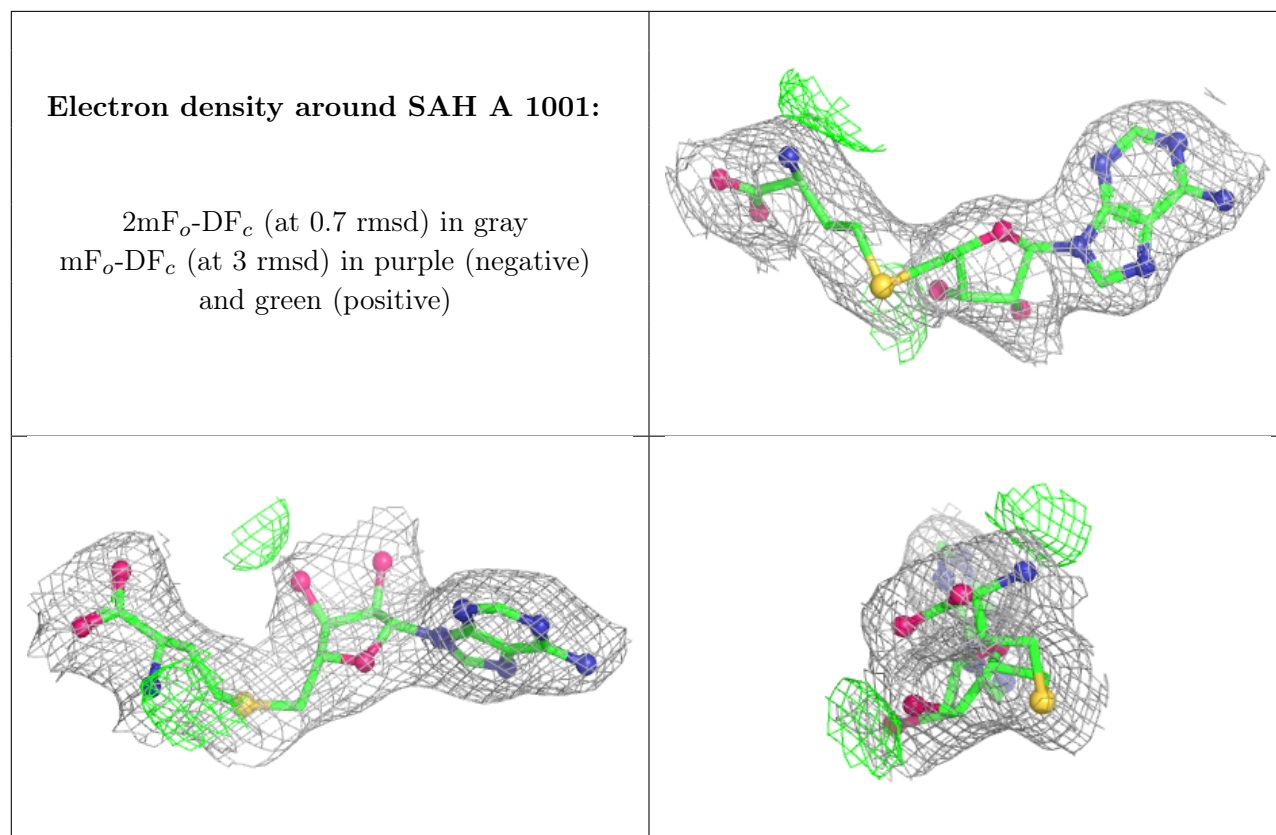 Electron density around SAH A 1001:
2mFₒ-DF𝒸 (at 0.7 rmsd) in gray
mFₒ-DF𝒸 (at 3 rmsd) in purple (negative)
and green (positive)